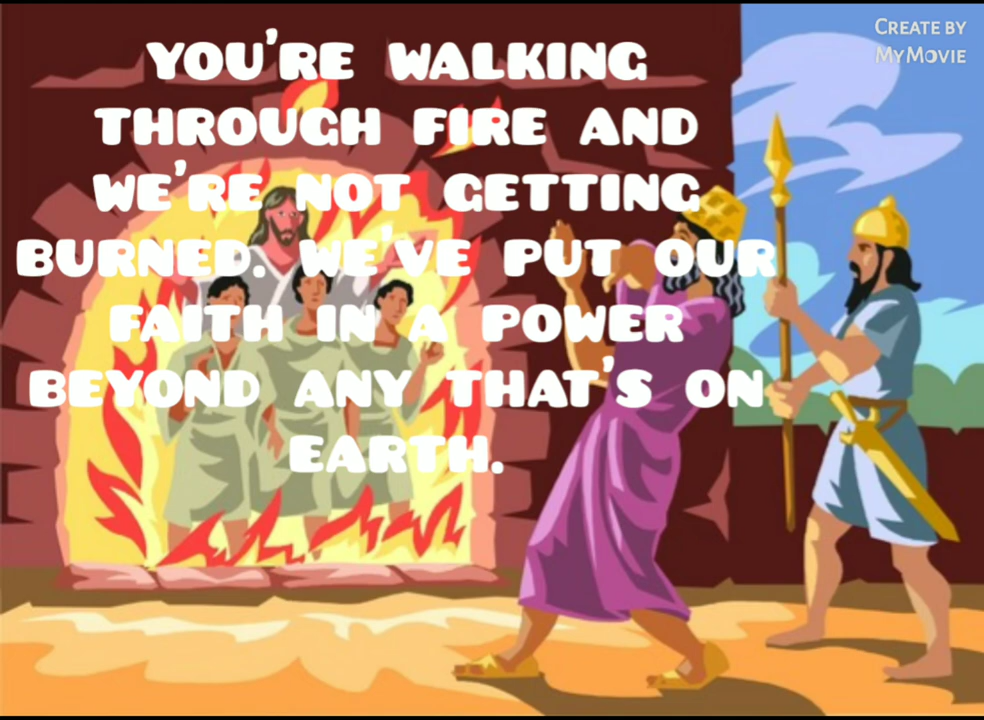 CREATE BY
MYMOVIE
YOU'RE WALKING
THROUGH FIRE AND
WE'RE NOT GETTING
BURNED. WE'VE PUT OUR
FAITH IN A POWER
BEYOND ANY THAT'S ON
EARTH.